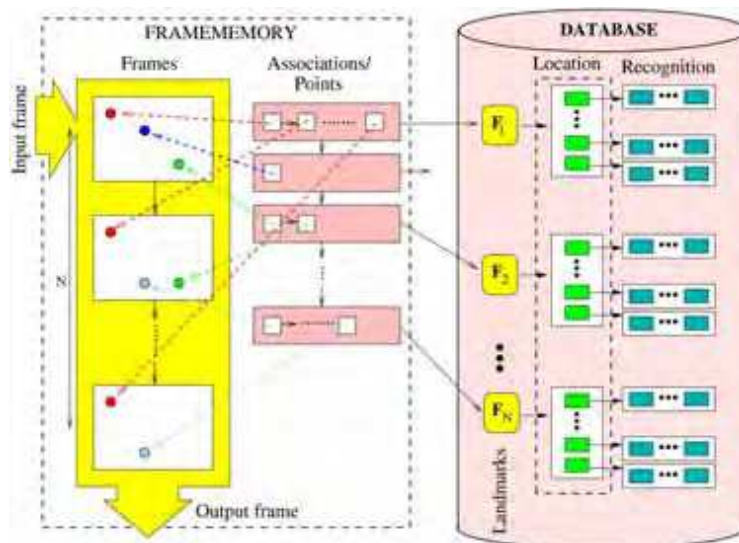 FRAMEMEMORY
Frames
Associations/
Points
Input frame
N
Output frame
DATABASE
Location
Recognition
F1
F2
FN
Landmarks